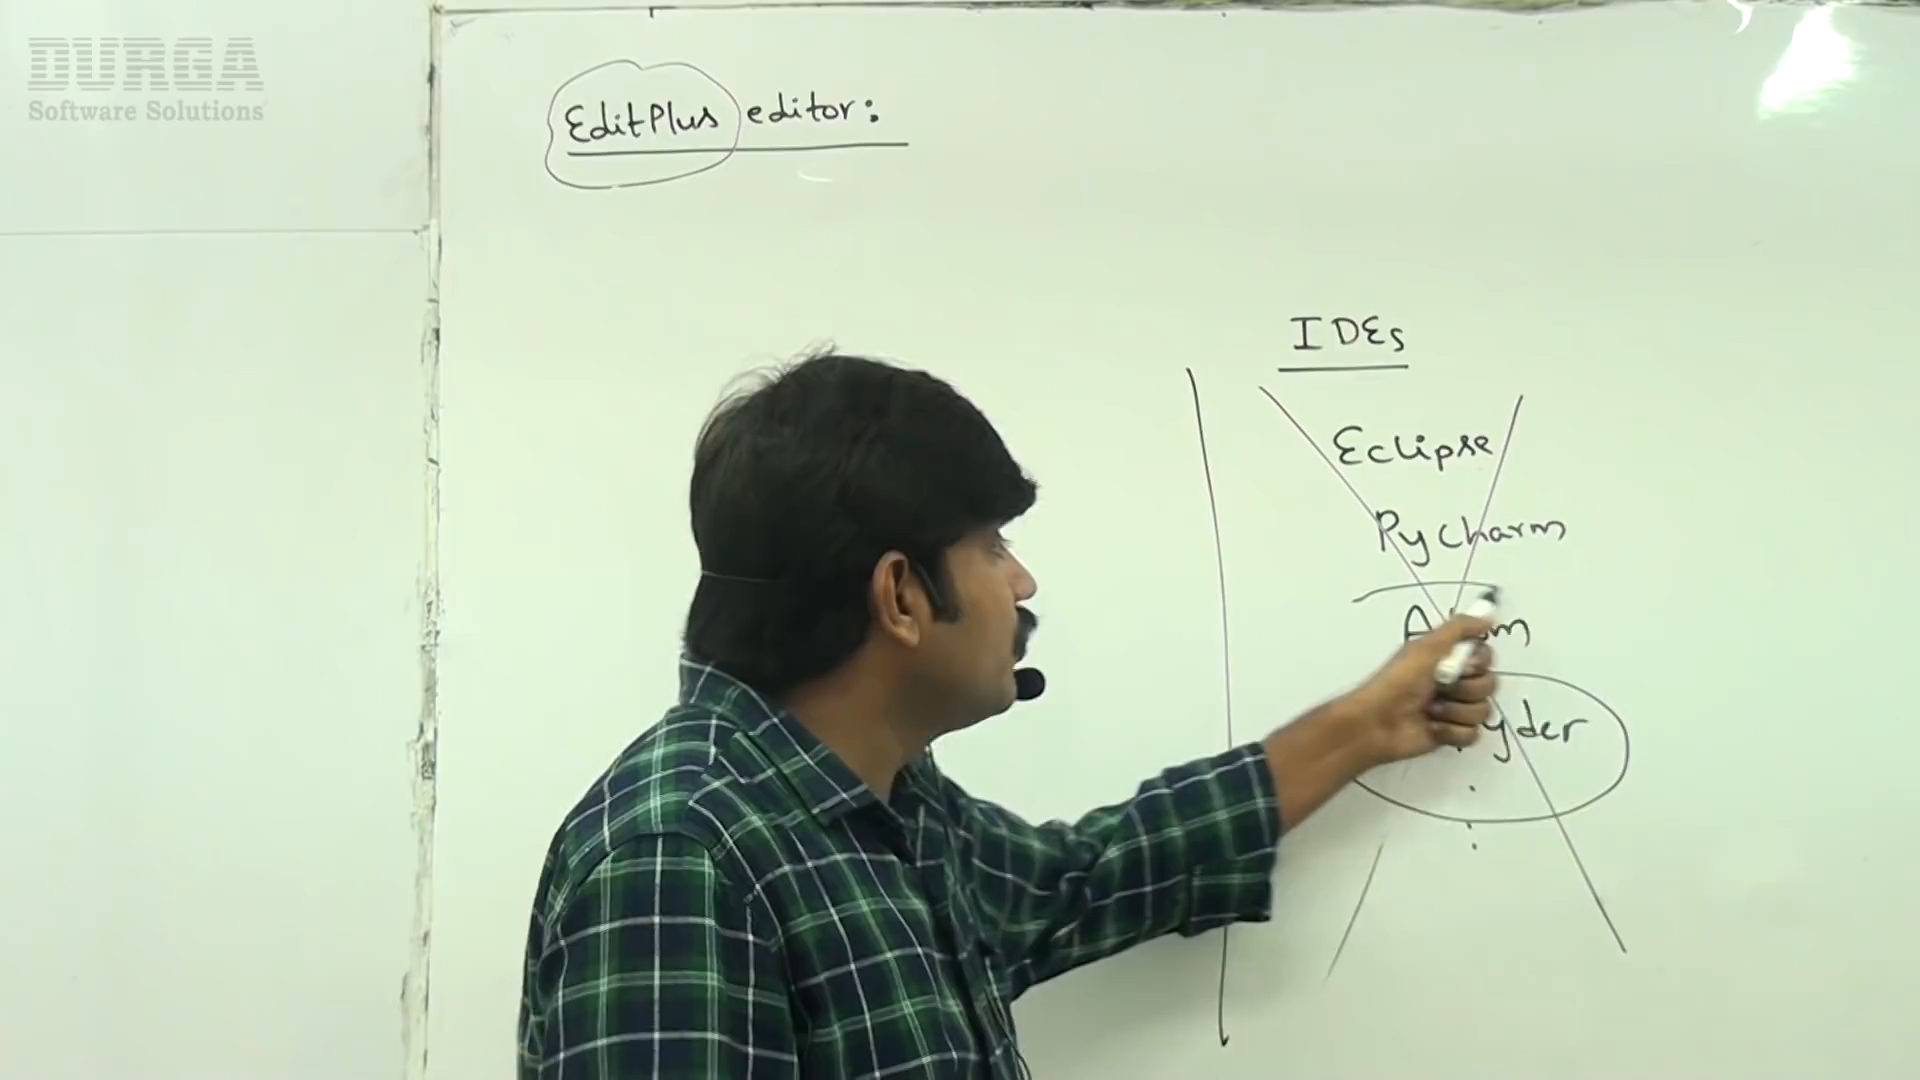 DURGA
Software Solutions
EditPlus editor:
IDEs
Eclipse
Pycharm